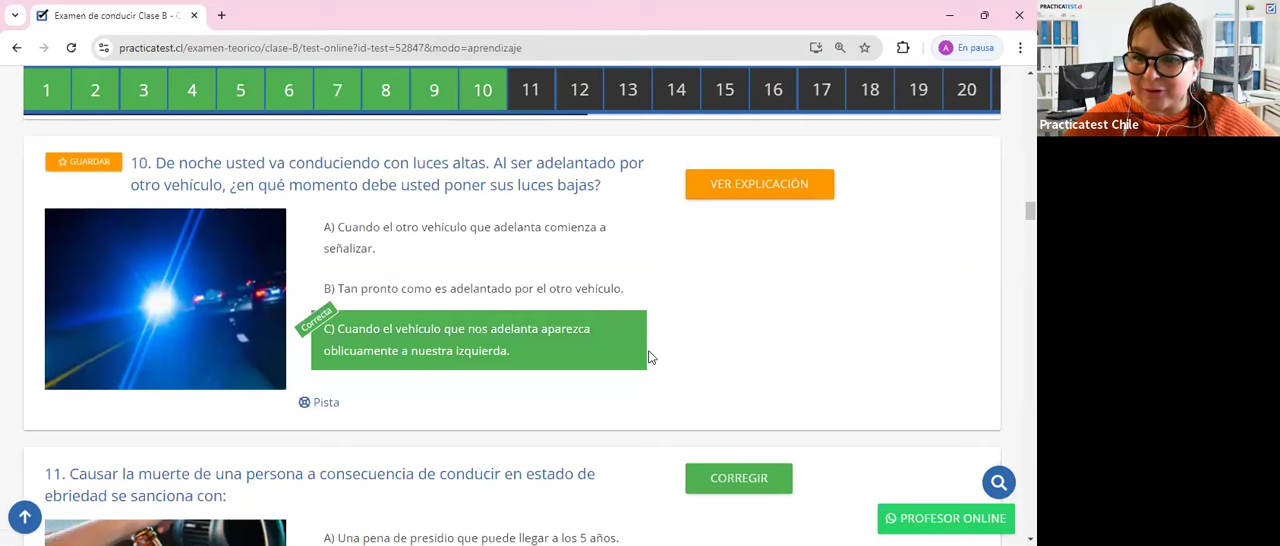 Examen de conducir Clase B - C
practicatest.cl/examen-teorico/clase-B/test-online?id-test=52847&modo=aprendizaje
A
En pausa
PRACTICATEST.cl
Practicatest Chile
1 2 3 4 5 6 7 8 9 10 11 12 13 14 15 16 17 18 19 20
GUARDAR
10. De noche usted va conduciendo con luces altas. Al ser adelantado por
otro vehículo, ¿en qué momento debe usted poner sus luces bajas?
VER EXPLICACIÓN
A) Cuando el otro vehículo que adelanta comienza a
señalizar.
B) Tan pronto como es adelantado por el otro vehículo.
Correcta
C) Cuando el vehículo que nos adelanta aparezca
oblicuamente a nuestra izquierda.
Pista
11. Causar la muerte de una persona a consecuencia de conducir en estado de
ebriedad se sanciona con:
CORREGIR
PROFESOR ONLINE
A) Una pena de presidio que puede llegar a los 5 años.